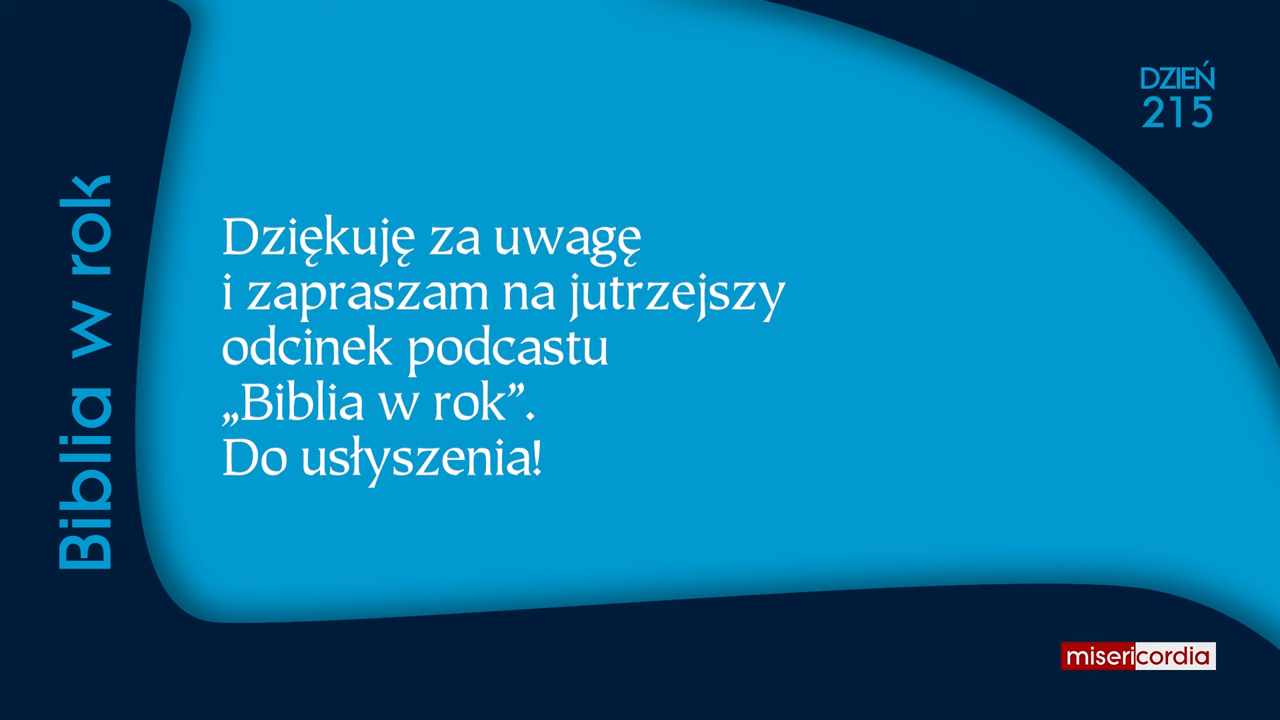 Biblia w rok
DZIEŃ
215
Dziękuję za uwagę
i zapraszam na jutrzejszy
odcinek podcastu
„Biblia w rok”.
Do usłyszenia!
misericordia